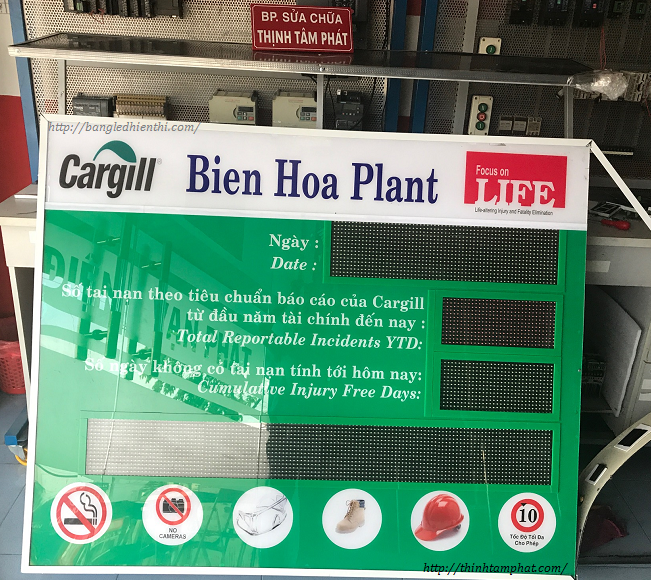 BP. SỬA CHỮA
THỊNH TÂM PHÁT
http://bangledhienthi.com/
Cargill
Bien Hoa Plant
Focus on
LIFE
Life-altering Injury and Fatality Elimination
Ngày :
Date :
Số tai nạn theo tiêu chuẩn báo cáo của Cargill
từ đầu năm tài chính đến nay :
Total Reportable Incidents YTD:
Số ngày không có tai nạn tính tới hôm nay:
Cumulative Injury Free Days:
NO
CAMERAS
10
Tốc Độ Tối Đa
Cho Phép
http://thinhtamphat.com/